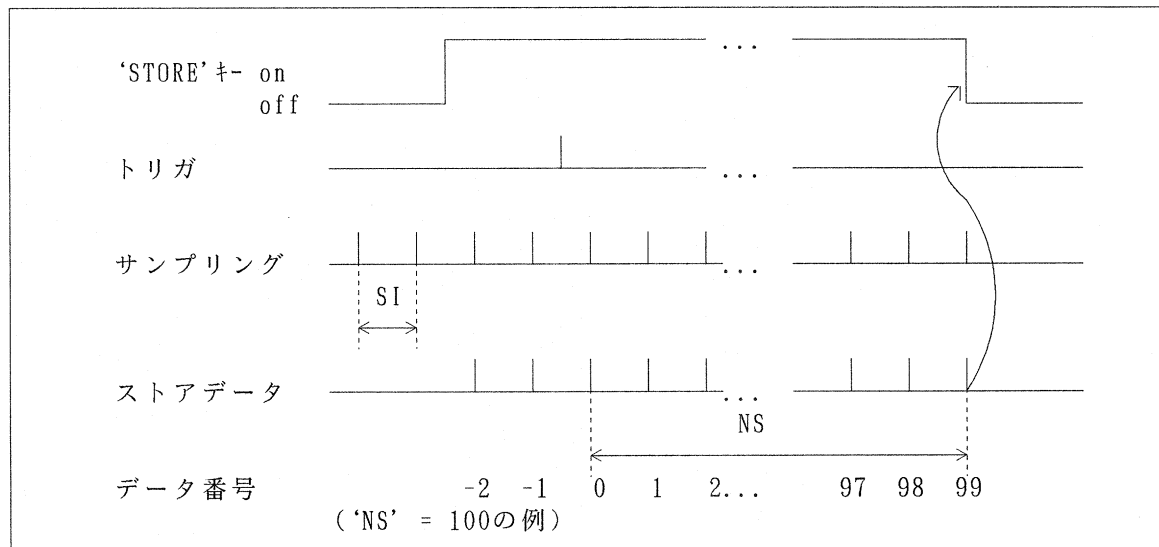 ...
‘STORE’ｷｰ on
off
トリガ
...
サンプリング
...
SI
ストアデータ
...
NS
データ番号 -2 -1 0 1 2... 97 98 99
(‘NS’ = 100の例)